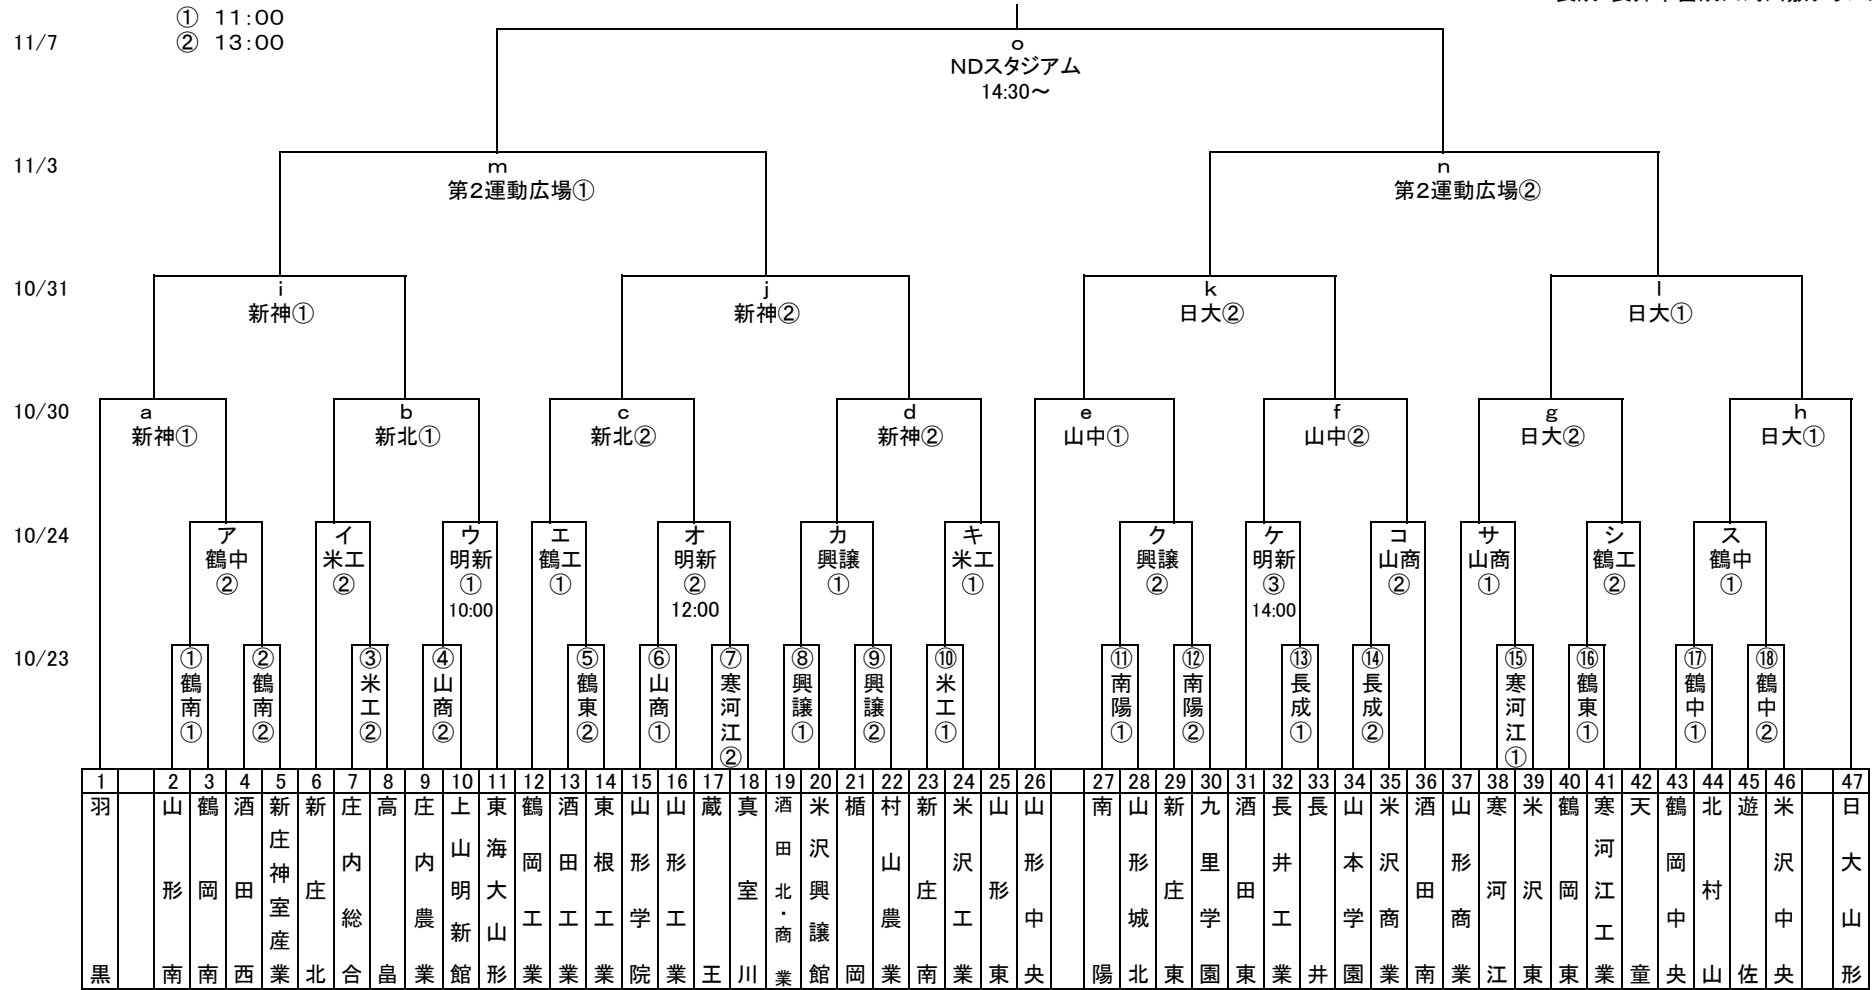 ① 11:00
② 13:00
11/7
o
NDスタジアム
14:30～
11/3
m
第2運動広場①
n
第2運動広場②
10/31
i
新神①
j
新神②
k
日大②
l
日大①
10/30
a
新神①
b
新北①
c
新北②
d
新神②
e
山中①
f
山中②
g
日大②
h
日大①
10/24
ア
鶴中
②
イ
米工
②
ウ
明新
①
10:00
エ
鶴工
①
オ
明新
②
12:00
カ
興譲
①
キ
米工
①
ク
興譲
②
ケ
明新
③
14:00
コ
山商
②
サ
山商
①
シ
鶴工
②
ス
鶴中
①
10/23
①鶴南①
②鶴南②
③米工②
④山商②
⑤鶴東②
⑥山商①
⑦寒河江②
⑧興譲①
⑨興譲②
⑩米工①
⑪南陽①
⑫南陽②
⑬長成①
⑭長成②
⑮寒河江①
⑯鶴東①
⑰鶴中①
⑱鶴中②
1 羽黒
2 山形南
3 鶴岡南
4 酒田西
5 新庄神室産業
6 新庄北
7 庄内総合
8 高畠
9 庄内農業
10 上山明新館
11 東海大山形
12 鶴岡工業
13 酒田工業
14 東根工業
15 山形学院
16 山形工業
17 蔵王
18 真室川
19 酒田北・商業
20 米沢興譲館
21 楯岡
22 村山農業
23 新庄南
24 米沢工業
25 山形東
26 山形中央
27 南陽
28 山形城北
29 新庄東
30 九里学園
31 酒田東
32 長井工業
33 長井
34 山本学園
35 米沢商業
36 酒田南
37 山形商業
38 寒河江
39 米沢東
40 鶴岡東
41 寒河江工業
42 天童
43 鶴岡中央
44 北村山
45 遊佐
46 米沢中央
47 日大山形